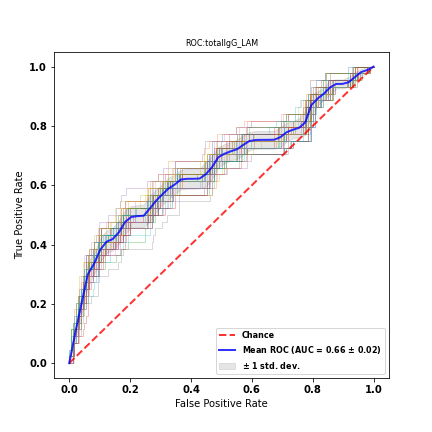 ROC:totalIgG_LAM
1.0
0.8
0.6
0.4
0.2
0.0
True Positive Rate
Chance
Mean ROC (AUC = 0.66 ± 0.02)
± 1 std. dev.
0.0 0.2 0.4 0.6 0.8 1.0
False Positive Rate